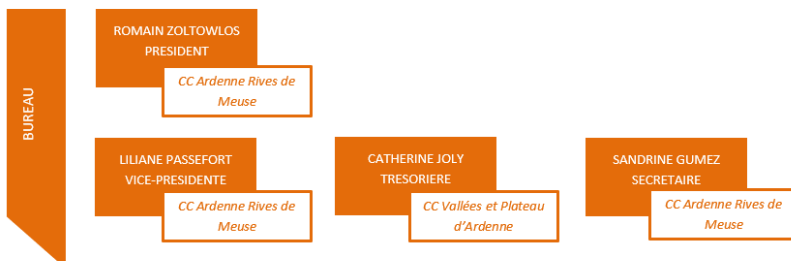 BUREAU
ROMAIN ZOLTOWLOS
PRESIDENT
CC Ardenne Rives de
Meuse
LILIANE PASSEFORT
VICE-PRESIDENTE
CC Ardenne Rives de
Meuse
CATHERINE JOLY
TRESORIERE
CC Vallées et Plateau
d’Ardenne
SANDRINE GUMEZ
SECRETAIRE
CC Ardenne Rives de
Meuse